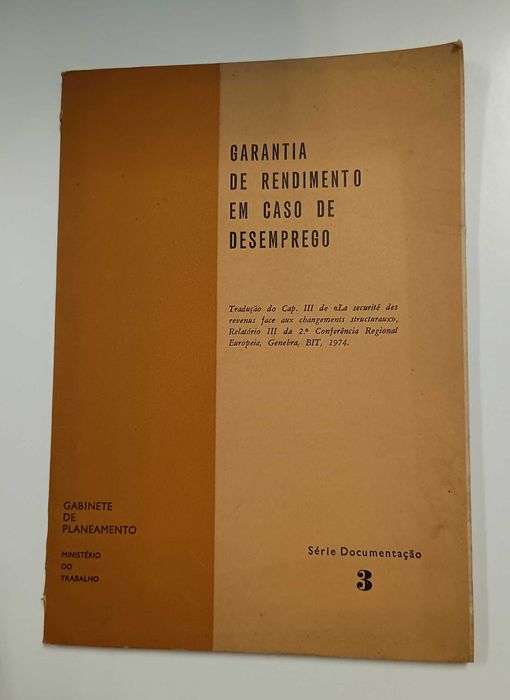 GARANTIA
DE RENDIMENTO
EM CASO DE
DESEMPREGO
Tradução do Cap. III de «La securité des
revenus face aux changements structuraux»,
Relatório III da 2.ª Conferência Regional
Europeia, Genebra, BIT, 1974.
GABINETE
DE
PLANEAMENTO
MINISTÉRIO
DO
TRABALHO
Série Documentação
3